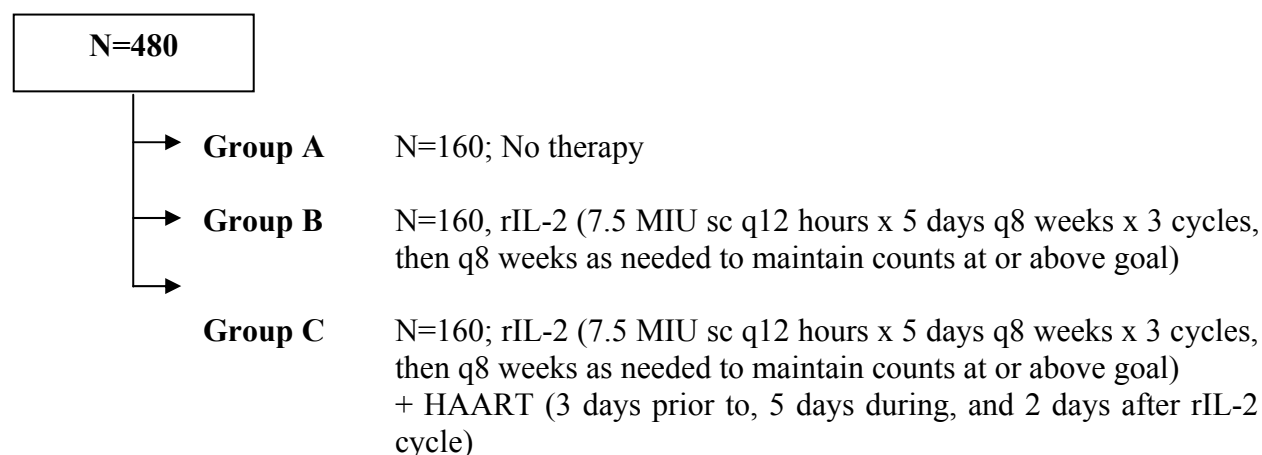 N=480
Group A N=160; No therapy
Group B N=160, rIL-2 (7.5 MIU sc q12 hours x 5 days q8 weeks x 3 cycles,
then q8 weeks as needed to maintain counts at or above goal)
Group C N=160; rIL-2 (7.5 MIU sc q12 hours x 5 days q8 weeks x 3 cycles,
then q8 weeks as needed to maintain counts at or above goal)
+ HAART (3 days prior to, 5 days during, and 2 days after rIL-2
cycle)